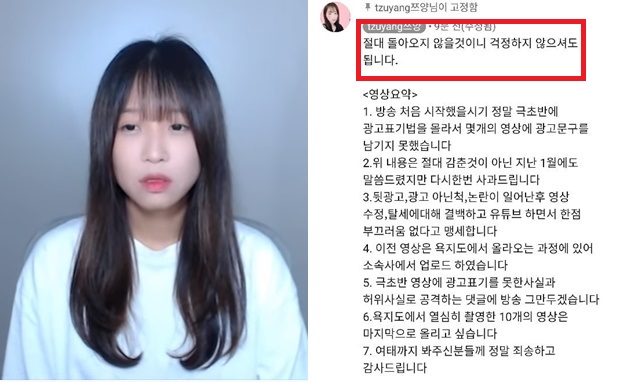 tzuyang쯔양님이 고정함
tzuyang쯔양 • 9분 전(수정됨)
절대 돌아오지 않을것이니 걱정하지 않으셔도
됩니다.
<영상요약>
1. 방송 처음 시작했을시기 정말 극초반에
광고표기법을 몰라서 몇개의 영상에 광고문구를
남기지 못했습니다
2.위 내용은 절대 감춘것이 아닌 지난 1월에도
말씀드렸지만 다시한번 사과드립니다
3.뒷광고,광고 아닌척,논란이 일어난후 영상
수정,탈세에대해 결백하고 유튜브 하면서 한점
부끄러움 없다고 맹세합니다
4. 이전 영상은 욕지도에서 올라오는 과정에 있어
소속사에서 업로드 하였습니다
5. 극초반 영상에 광고표기를 못한사실과
허위사실로 공격하는 댓글에 방송 그만두겠습니다
6.욕지도에서 열심히 촬영한 10개의 영상은
마지막으로 올리고 싶습니다
7. 여태까지 봐주신분들께 정말 죄송하고
감사드립니다